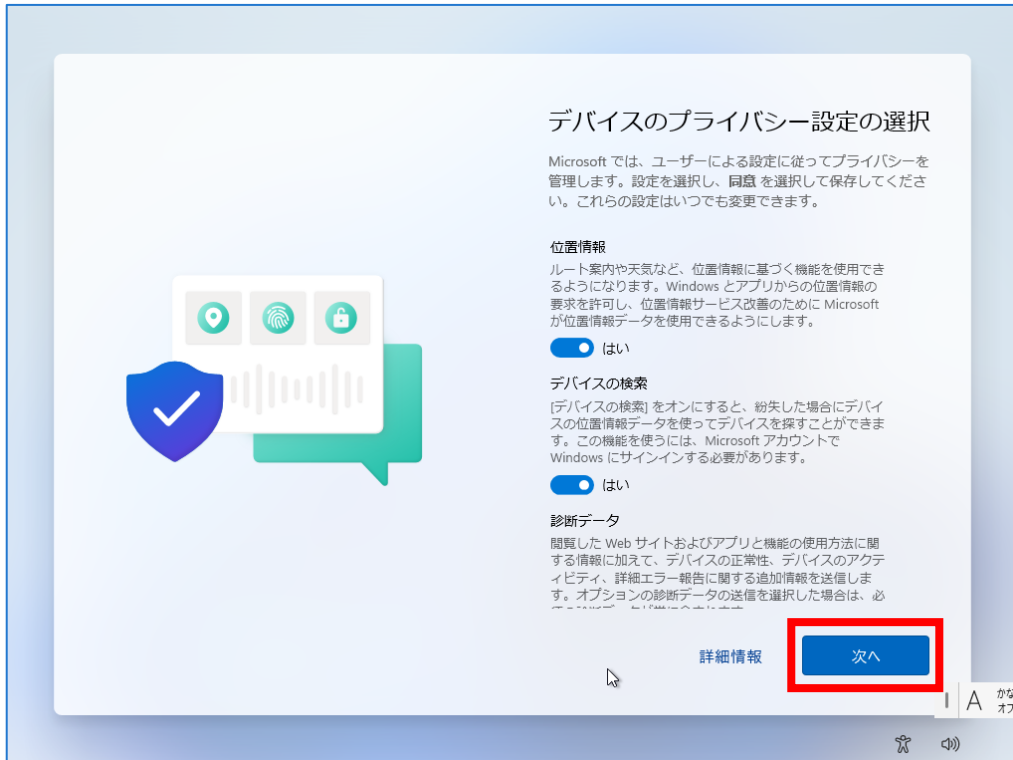 デバイスのプライバシー設定の選択
Microsoft では、ユーザーによる設定に従ってプライバシーを
管理します。設定を選択し、同意 を選択して保存してくださ
い。これらの設定はいつでも変更できます。
位置情報
ルート案内や天気など、位置情報に基づく機能を使用でき
るようになります。Windows とアプリからの位置情報の
要求を許可し、位置情報サービス改善のために Microsoft
が位置情報データを使用できるようにします。
はい
デバイスの検索
[デバイスの検索] をオンにすると、紛失した場合にデバイ
スの位置情報データを使ってデバイスを探すことができま
す。この機能を使うには、Microsoft アカウントで
Windows にサインインする必要があります。
はい
診断データ
閲覧した Web サイトおよびアプリと機能の使用方法に関
する情報に加えて、デバイスの正常性、デバイスのアクテ
ィビティ、詳細エラー報告に関する追加情報を送信しま
す。オプションの診断データの送信を選択した場合は、必
詳細情報
次へ
A
かな
オフ